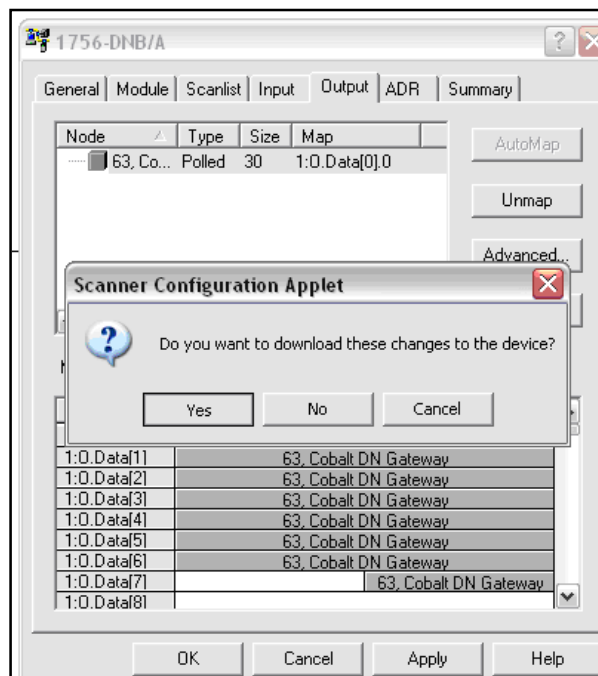 1756-DNB/A
General Module Scanlist Input Output ADR Summary
Node Type Size Map
63, Co... Polled 30 1:O.Data[0].0
AutoMap
Unmap
Advanced...
Scanner Configuration Applet
Do you want to download these changes to the device?
Yes No Cancel
1:O.Data[1] 63, Cobalt DN Gateway
1:O.Data[2] 63, Cobalt DN Gateway
1:O.Data[3] 63, Cobalt DN Gateway
1:O.Data[4] 63, Cobalt DN Gateway
1:O.Data[5] 63, Cobalt DN Gateway
1:O.Data[6] 63, Cobalt DN Gateway
1:O.Data[7] 63, Cobalt DN Gateway
1:O.Data[8]
OK Cancel Apply Help